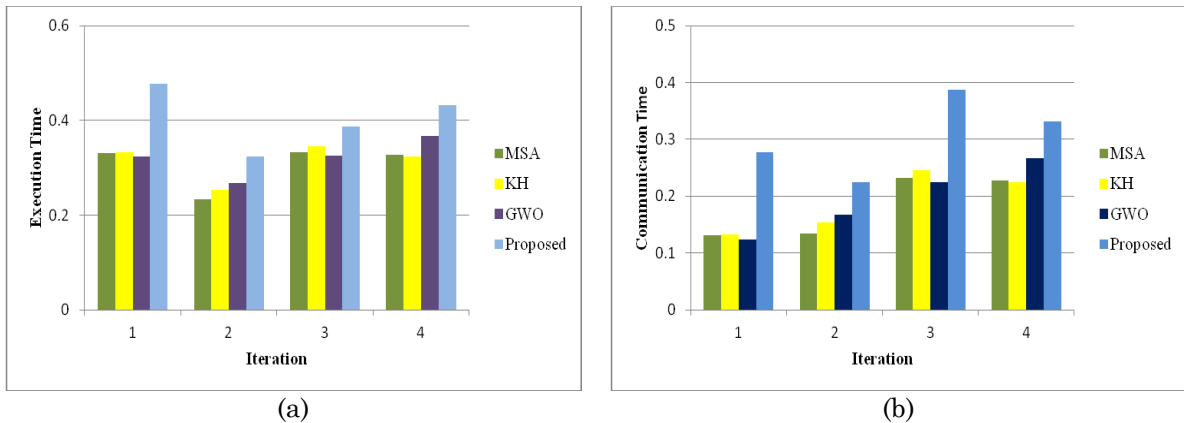 0.6
0.4
0.2
0
Execution Time
1 2 3 4
Iteration
MSA
KH
GWO
Proposed
(a)
0.5
0.4
0.3
0.2
0.1
0
Communication Time
1 2 3 4
Iteration
MSA
KH
GWO
Proposed
(b)